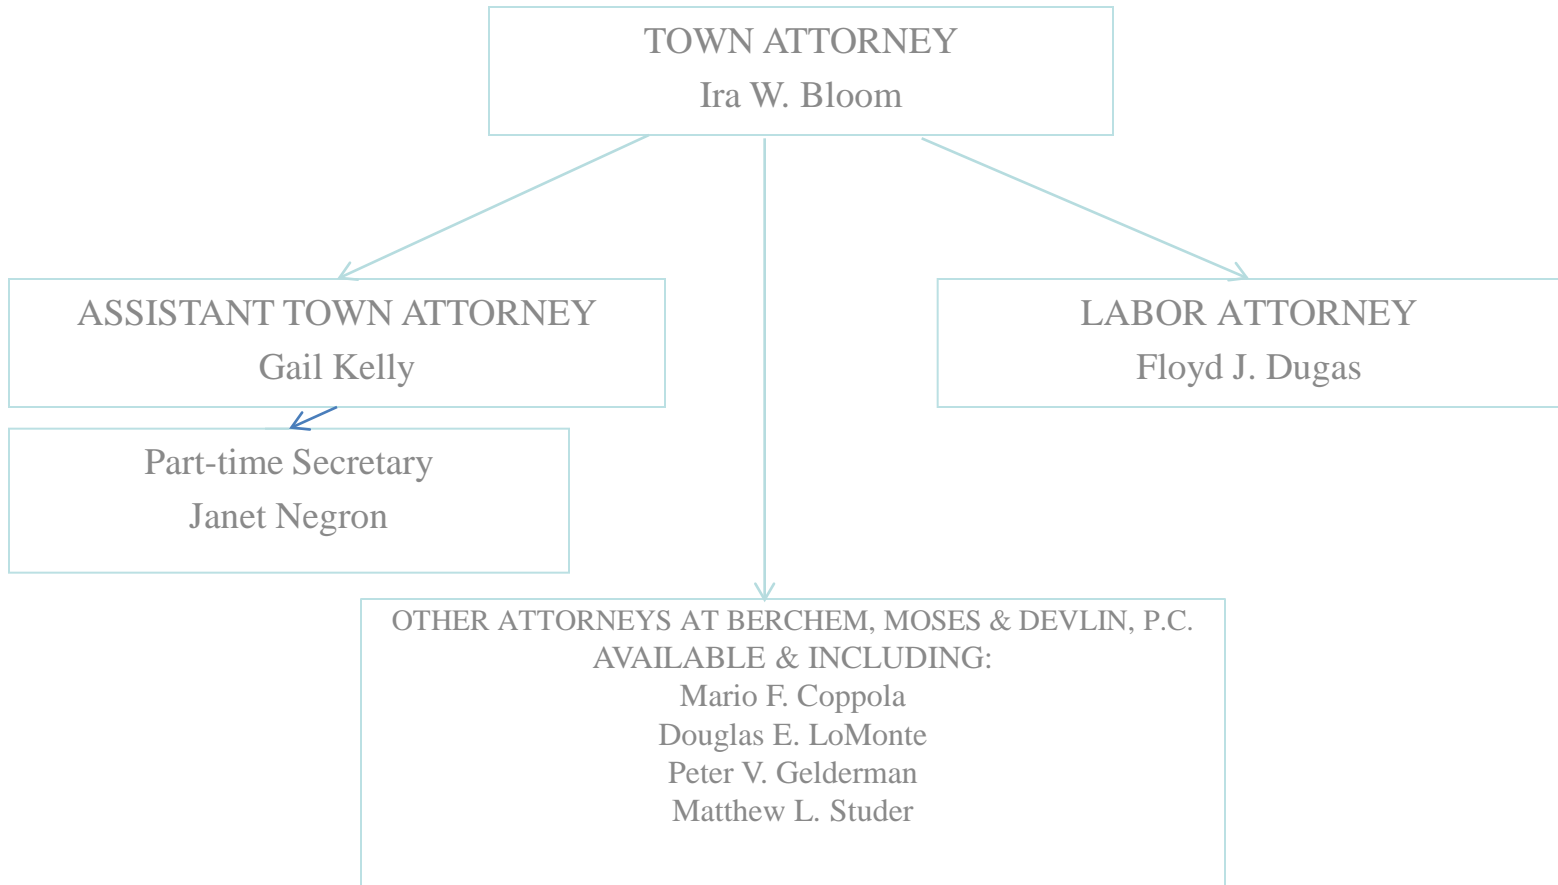 TOWN ATTORNEY
Ira W. Bloom
ASSISTANT TOWN ATTORNEY
Gail Kelly
LABOR ATTORNEY
Floyd J. Dugas
Part-time Secretary
Janet Negron
OTHER ATTORNEYS AT BERCHEM, MOSES & DEVLIN, P.C.
AVAILABLE & INCLUDING:
Mario F. Coppola
Douglas E. LoMonte
Peter V. Gelderman
Matthew L. Studer